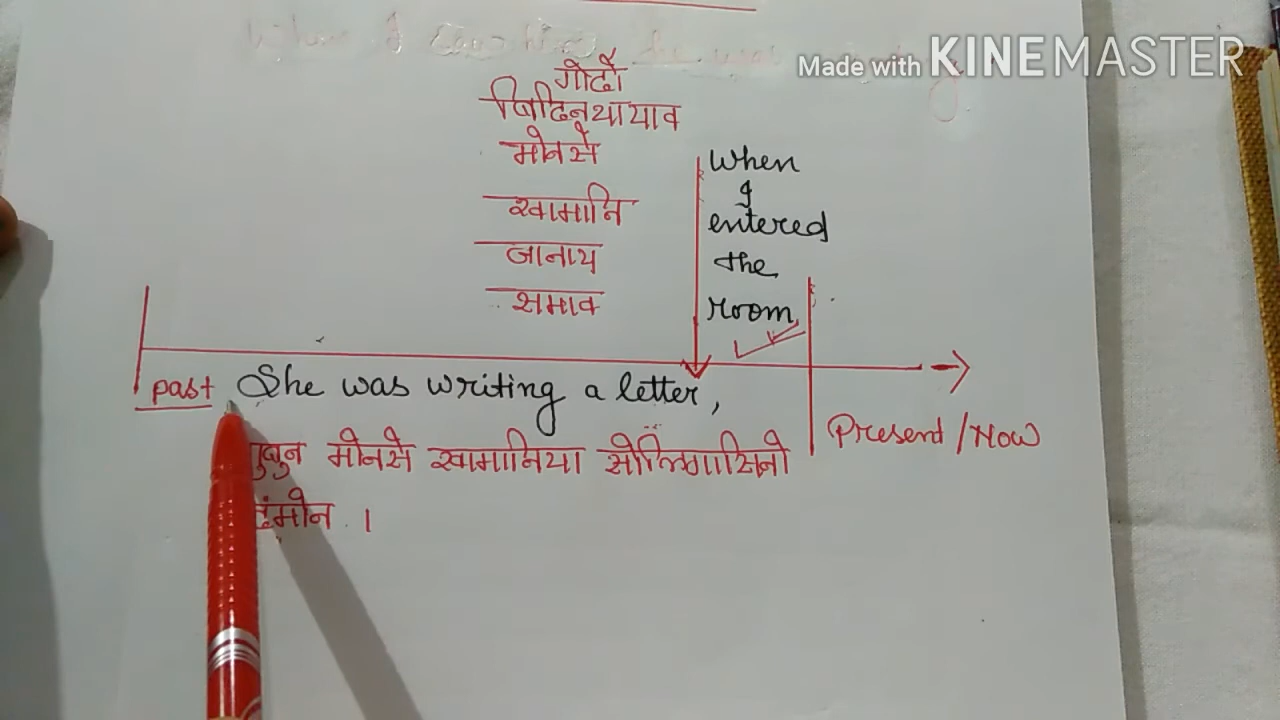 Made with KINEMASTER
गोदो
बिदिनथायाव
मोनसे
खामानि
जानाय
समाव
When
I
entered
the
room,
past She was writing a letter,
Present/Now
गुबुन मोनसे खामानिया सोलिगासिनो
दंमोन ।